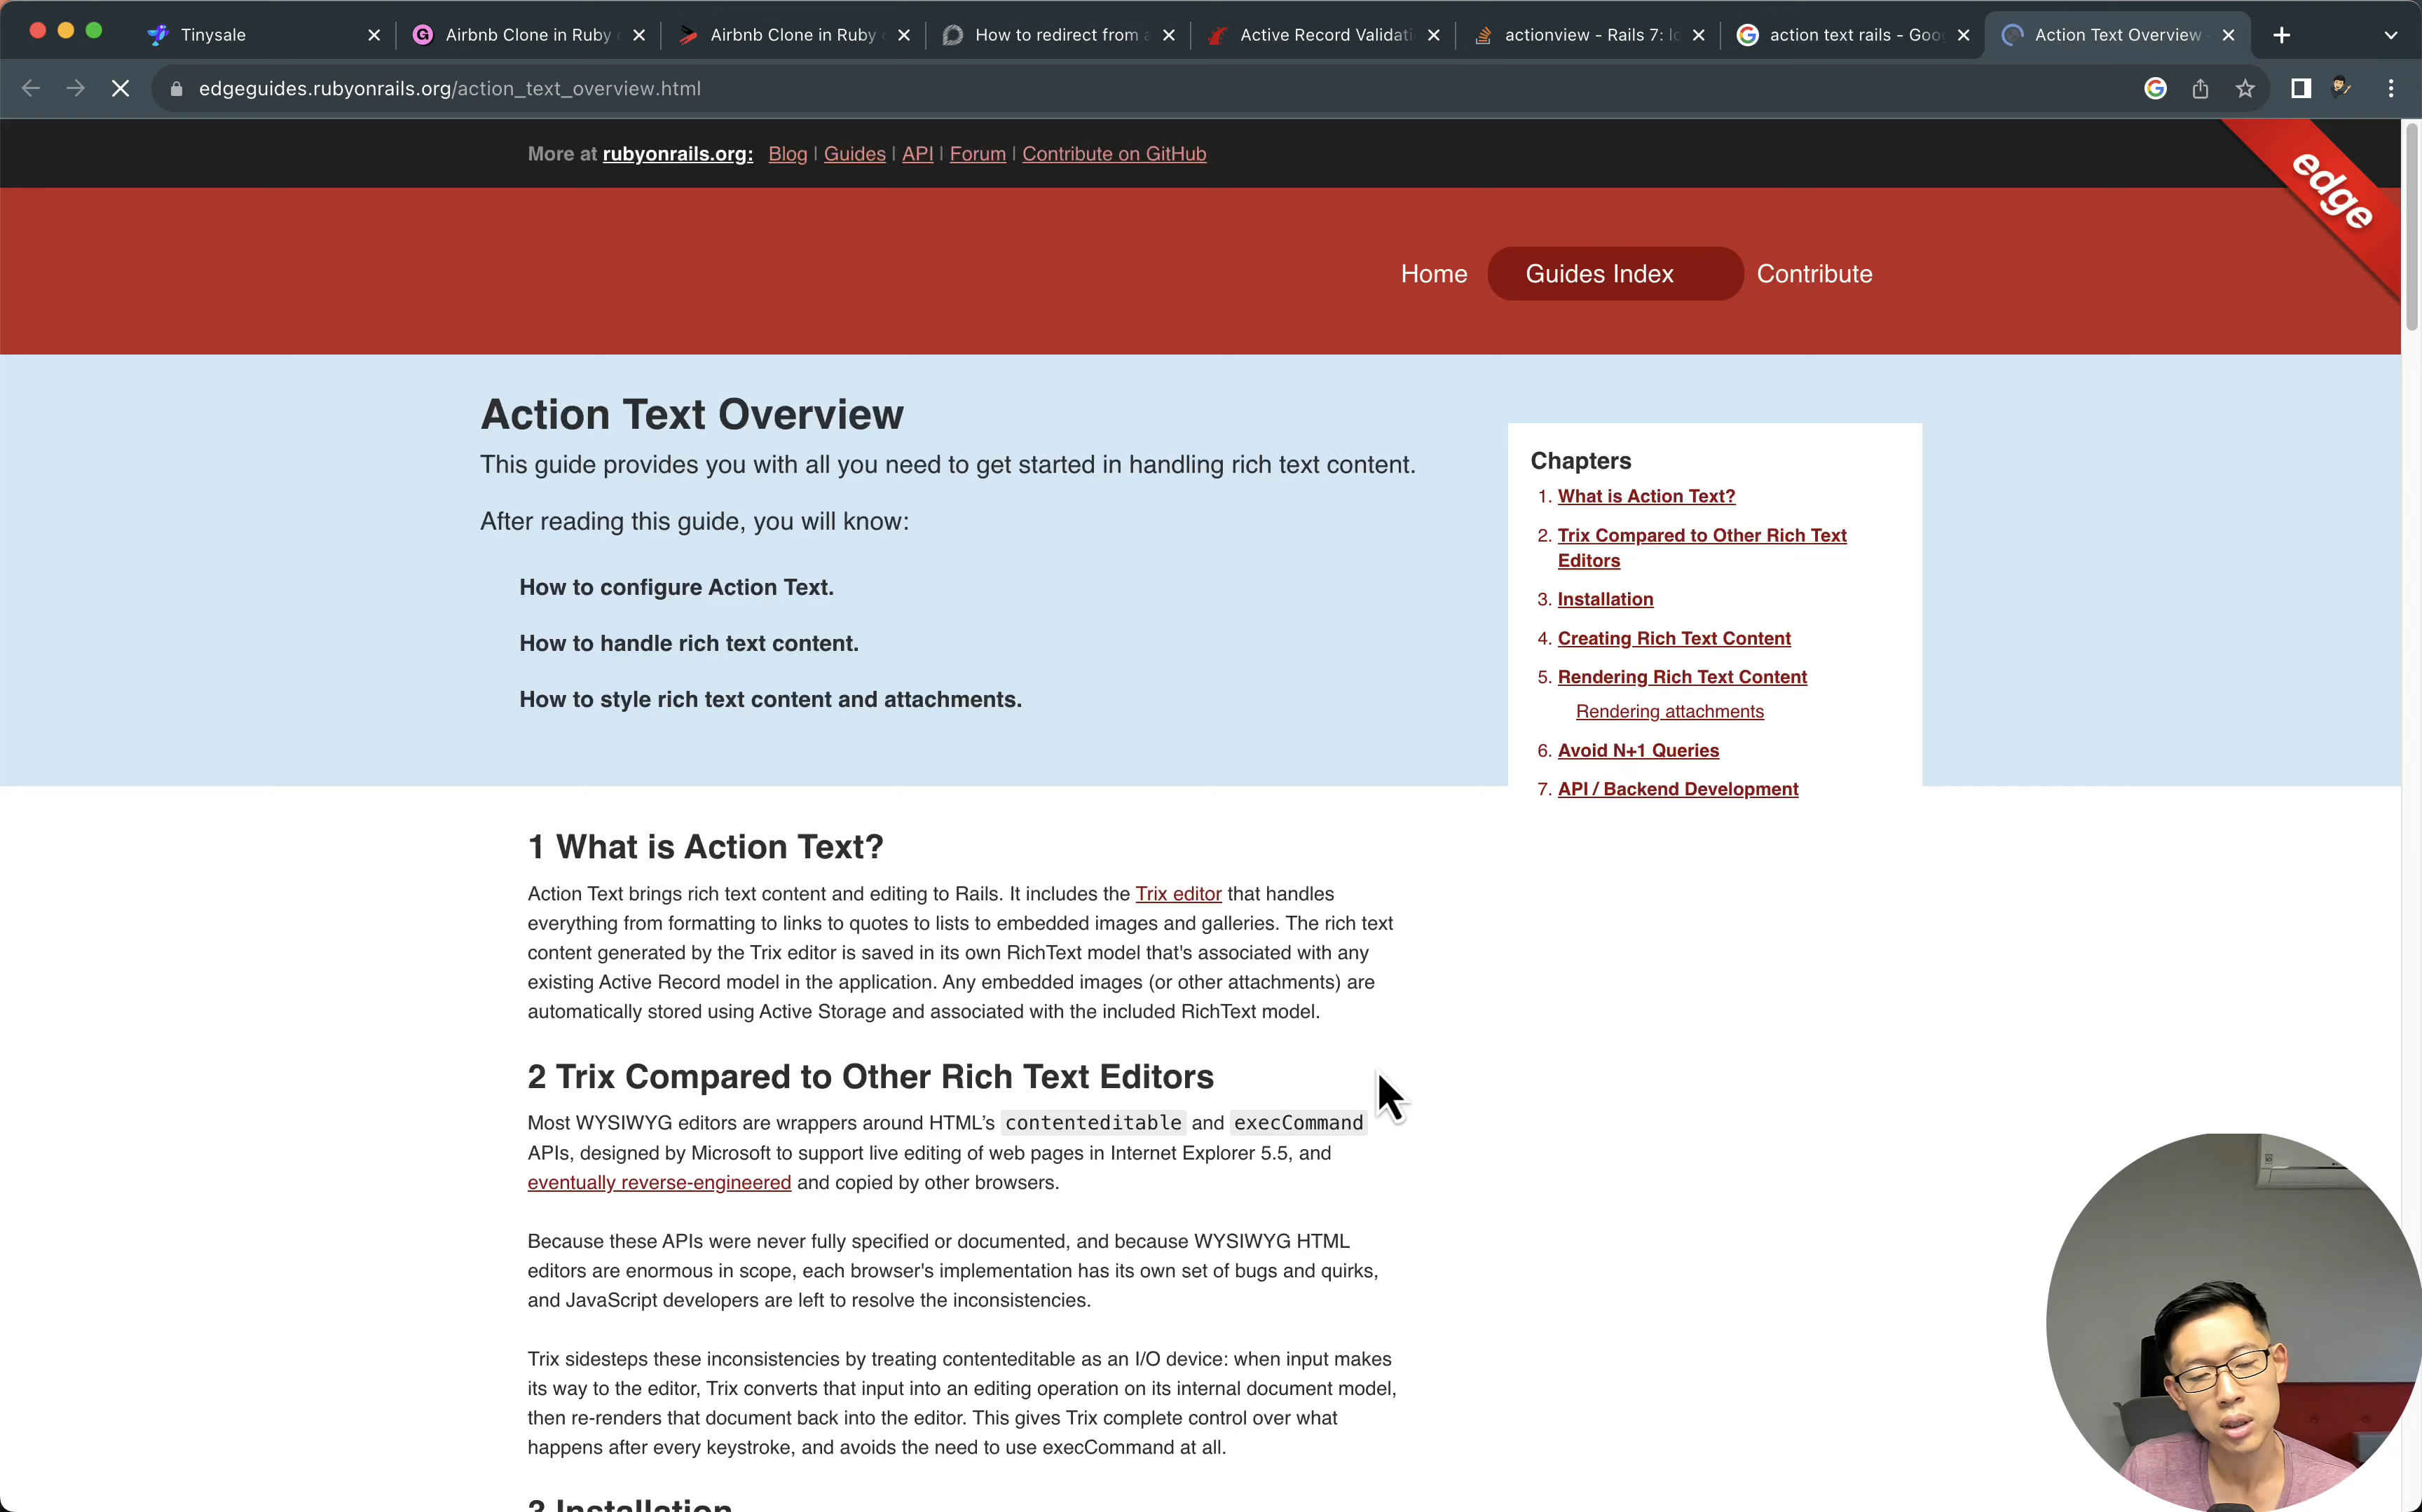 Tinysale
Airbnb Clone in Ruby
Airbnb Clone in Ruby
How to redirect from a
Active Record Validati
actionview - Rails 7: lo
action text rails - Goo
Action Text Overview
edgeguides.rubyonrails.org/action_text_overview.html
More at rubyonrails.org: Blog | Guides | API | Forum | Contribute on GitHub
edge
Home Guides Index Contribute
Action Text Overview
This guide provides you with all you need to get started in handling rich text content.
After reading this guide, you will know:
How to configure Action Text.
How to handle rich text content.
How to style rich text content and attachments.
Chapters
1. What is Action Text?
2. Trix Compared to Other Rich Text
Editors
3. Installation
4. Creating Rich Text Content
5. Rendering Rich Text Content
Rendering attachments
6. Avoid N+1 Queries
7. API / Backend Development
1 What is Action Text?
Action Text brings rich text content and editing to Rails. It includes the Trix editor that handles
everything from formatting to links to quotes to lists to embedded images and galleries. The rich text
content generated by the Trix editor is saved in its own RichText model that's associated with any
existing Active Record model in the application. Any embedded images (or other attachments) are
automatically stored using Active Storage and associated with the included RichText model.
2 Trix Compared to Other Rich Text Editors
Most WYSIWYG editors are wrappers around HTML’s contenteditable and execCommand
APIs, designed by Microsoft to support live editing of web pages in Internet Explorer 5.5, and
eventually reverse-engineered and copied by other browsers.
Because these APIs were never fully specified or documented, and because WYSIWYG HTML
editors are enormous in scope, each browser's implementation has its own set of bugs and quirks,
and JavaScript developers are left to resolve the inconsistencies.
Trix sidesteps these inconsistencies by treating contenteditable as an I/O device: when input makes
its way to the editor, Trix converts that input into an editing operation on its internal document model,
then re-renders that document back into the editor. This gives Trix complete control over what
happens after every keystroke, and avoids the need to use execCommand at all.
3 Installation